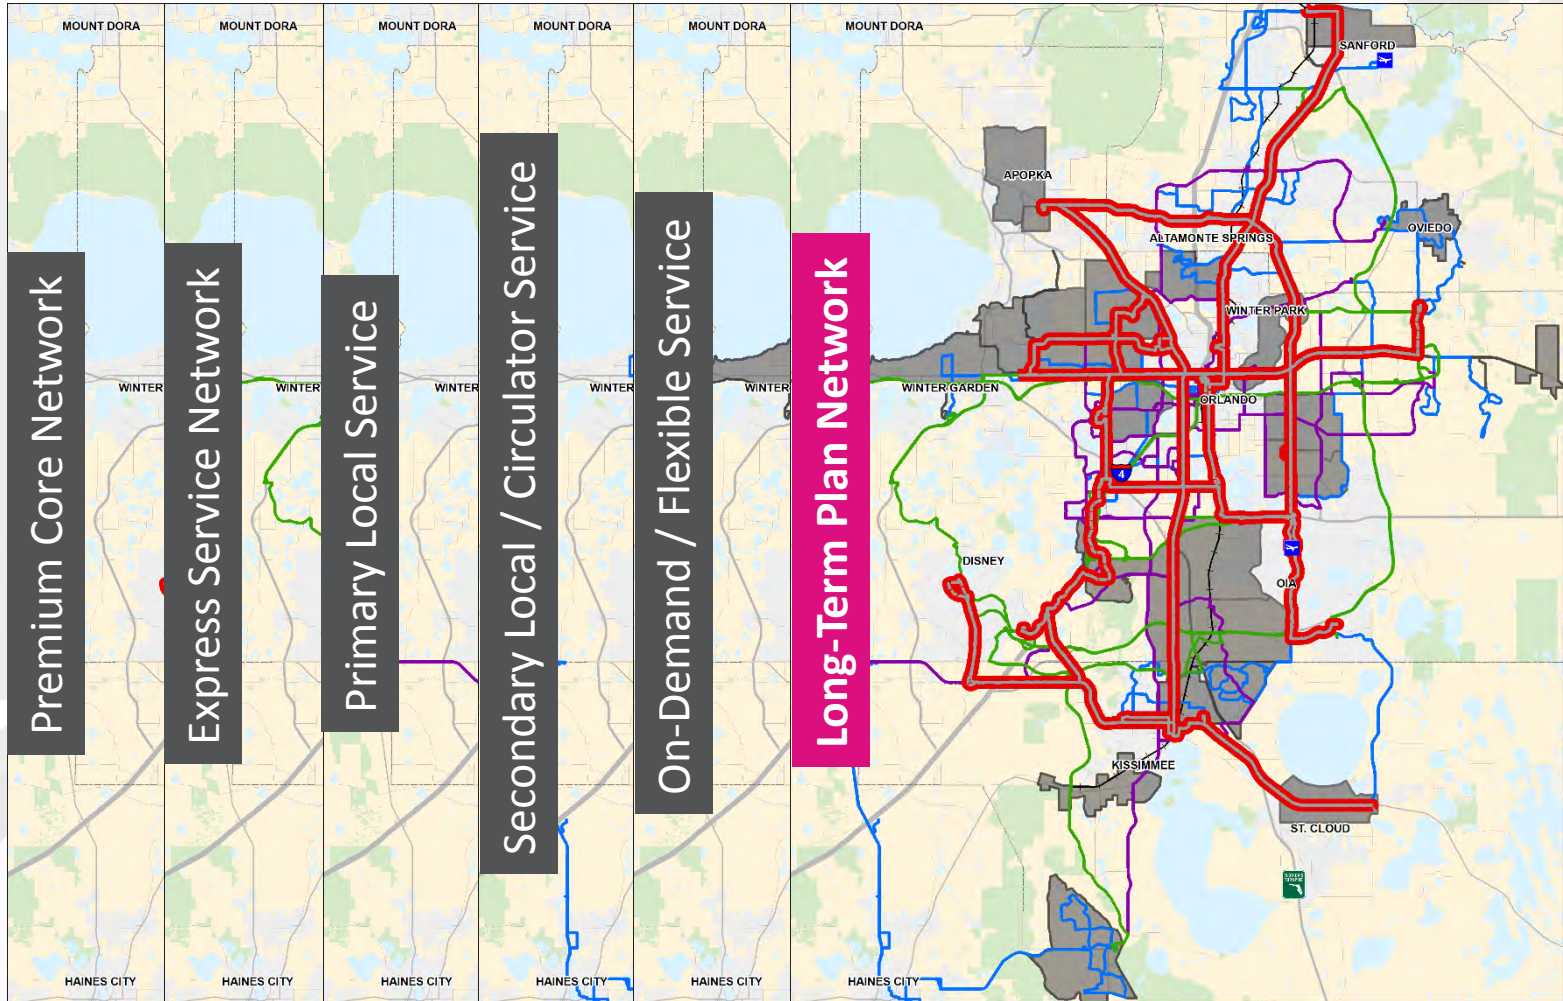 MOUNT DORA
MOUNT DORA
MOUNT DORA
MOUNT DORA
MOUNT DORA
MOUNT DORA
SANFORD
APOPKA
OVIEDO
ALTAMONTE SPRINGS
WINTER PARK
WINTER
WINTER
WINTER
WINTER
WINTER
WINTER GARDEN
ORLANDO
4
DISNEY
OIA
KISSIMMEE
ST. CLOUD
HAINES CITY
HAINES CITY
HAINES CITY
HAINES CITY
HAINES CITY
HAINES CITY
Premium Core Network
Express Service Network
Primary Local Service
Secondary Local / Circulator Service
On-Demand / Flexible Service
Long-Term Plan Network